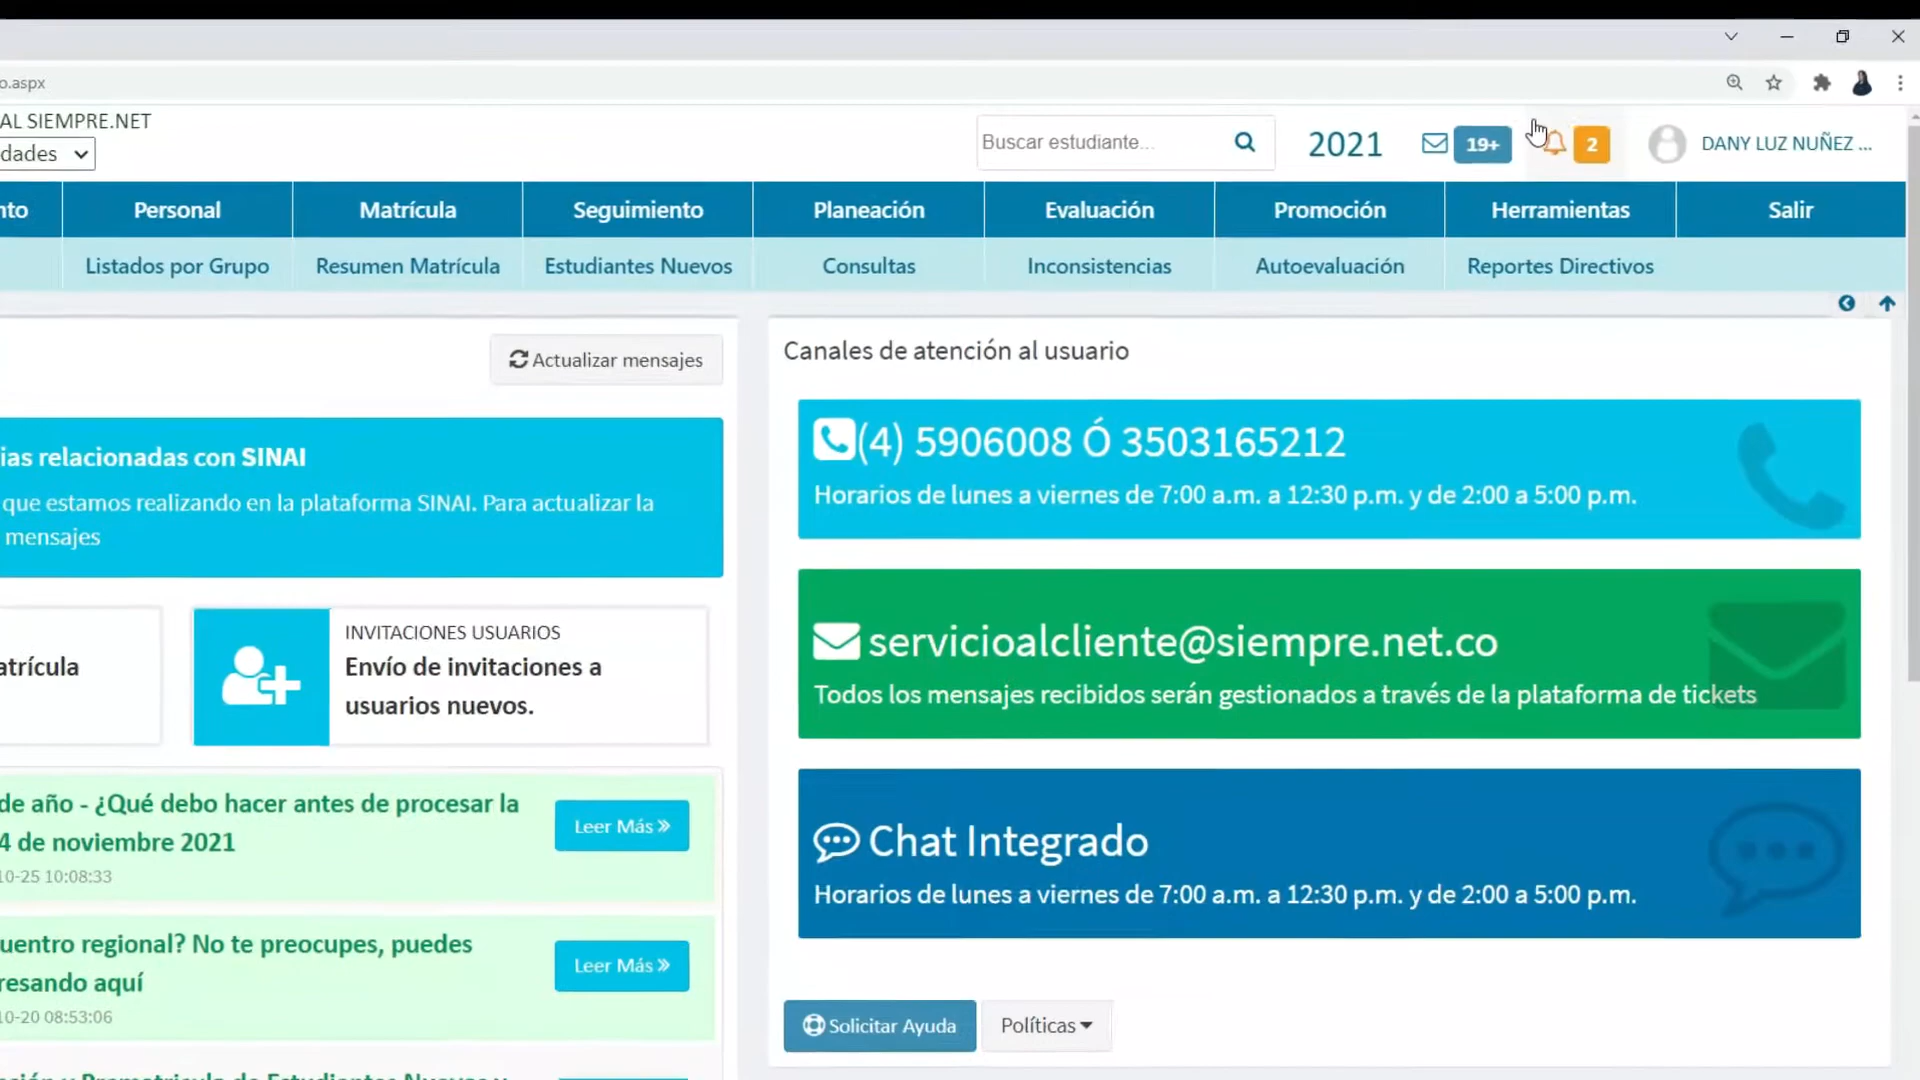 o.aspx
AL SIEMPRE.NET
dades
Buscar estudiante...
2021
19+
2
DANY LUZ NUÑEZ ...
nto
Personal
Matrícula
Seguimiento
Planeación
Evaluación
Promoción
Herramientas
Salir
Listados por Grupo
Resumen Matrícula
Estudiantes Nuevos
Consultas
Inconsistencias
Autoevaluación
Reportes Directivos
Actualizar mensajes
ias relacionadas con SINAI
que estamos realizando en la plataforma SINAI. Para actualizar la
mensajes
atrícula
INVITACIONES USUARIOS
Envío de invitaciones a
usuarios nuevos.
de año - ¿Qué debo hacer antes de procesar la
4 de noviembre 2021
10-25 10:08:33
Leer Más
uentro regional? No te preocupes, puedes
resando aquí
10-20 08:53:06
Leer Más
Canales de atención al usuario
(4) 5906008 Ó 3503165212
Horarios de lunes a viernes de 7:00 a.m. a 12:30 p.m. y de 2:00 a 5:00 p.m.
servicioalcliente@siempre.net.co
Todos los mensajes recibidos serán gestionados a través de la plataforma de tickets
Chat Integrado
Horarios de lunes a viernes de 7:00 a.m. a 12:30 p.m. y de 2:00 a 5:00 p.m.
Solicitar Ayuda
Políticas